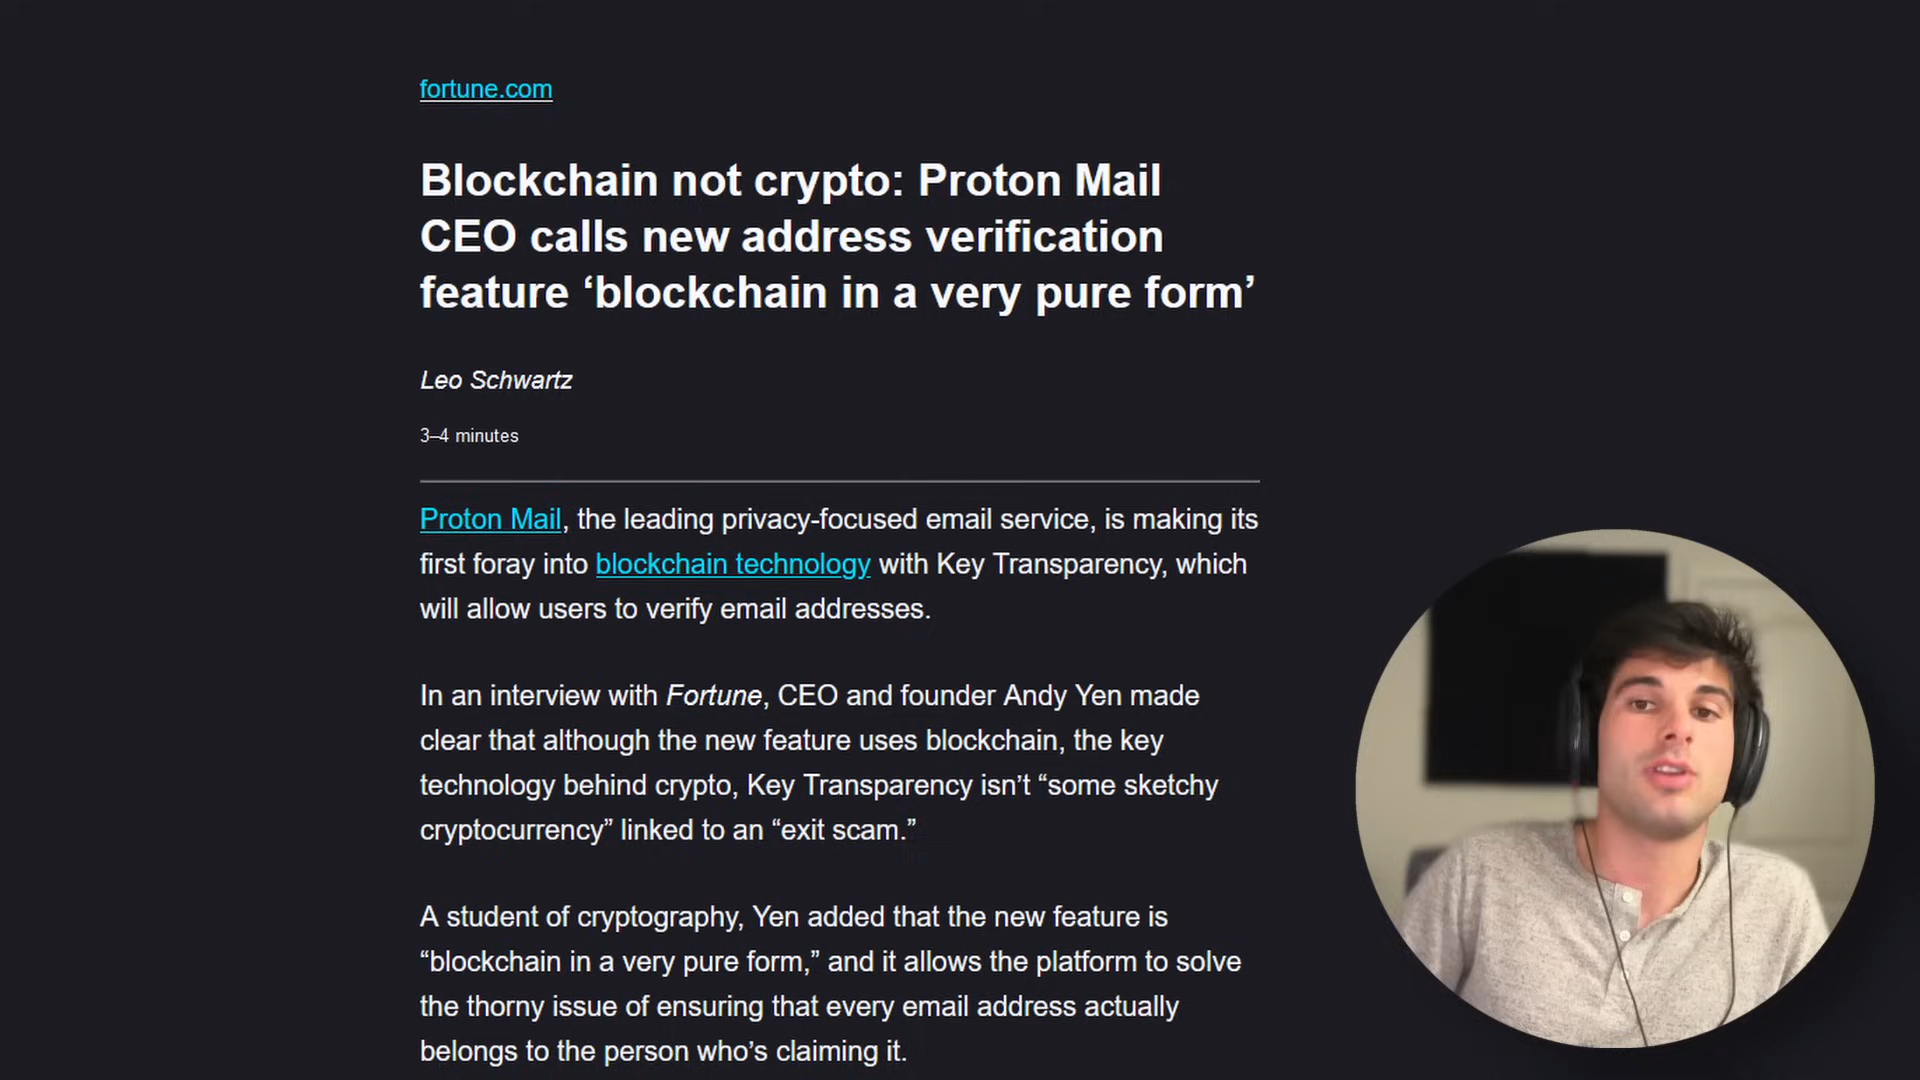 fortune.com
Blockchain not crypto: Proton Mail
CEO calls new address verification
feature ‘blockchain in a very pure form’
Leo Schwartz
3–4 minutes
Proton Mail, the leading privacy-focused email service, is making its
first foray into blockchain technology with Key Transparency, which
will allow users to verify email addresses.
In an interview with Fortune, CEO and founder Andy Yen made
clear that although the new feature uses blockchain, the key
technology behind crypto, Key Transparency isn’t “some sketchy
cryptocurrency” linked to an “exit scam.”
A student of cryptography, Yen added that the new feature is
“blockchain in a very pure form,” and it allows the platform to solve
the thorny issue of ensuring that every email address actually
belongs to the person who’s claiming it.